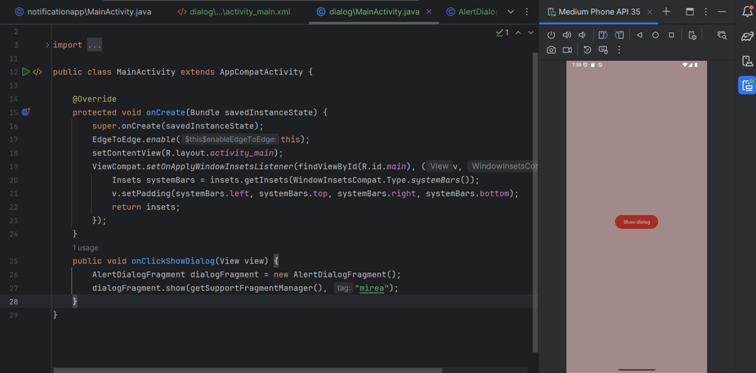 notificationapp\MainActivity.java
</> dialog\...\activity_main.xml
dialog\MainActivity.java
AlertDialo
Medium Phone API 35
2
1
3 import ...
11
12 public class MainActivity extends AppCompatActivity {
13
14 @Override
15 protected void onCreate(Bundle savedInstanceState) {
16 super.onCreate(savedInstanceState);
17 EdgeToEdge.enable( $this$enableEdgeToEdge: this);
18 setContentView(R.layout.activity_main);
19 ViewCompat.setOnApplyWindowInsetsListener(findViewById(R.id.main), ( View v, WindowInsetsCom
20 Insets systemBars = insets.getInsets(WindowInsetsCompat.Type.systemBars());
21 v.setPadding(systemBars.left, systemBars.top, systemBars.right, systemBars.bottom);
22 return insets;
23 });
24 }
1 usage
25 public void onClickShowDialog(View view) {
26 AlertDialogFragment dialogFragment = new AlertDialogFragment();
27 dialogFragment.show(getSupportFragmentManager(), tag: "mirea");
28 }
29 }
Show dialog